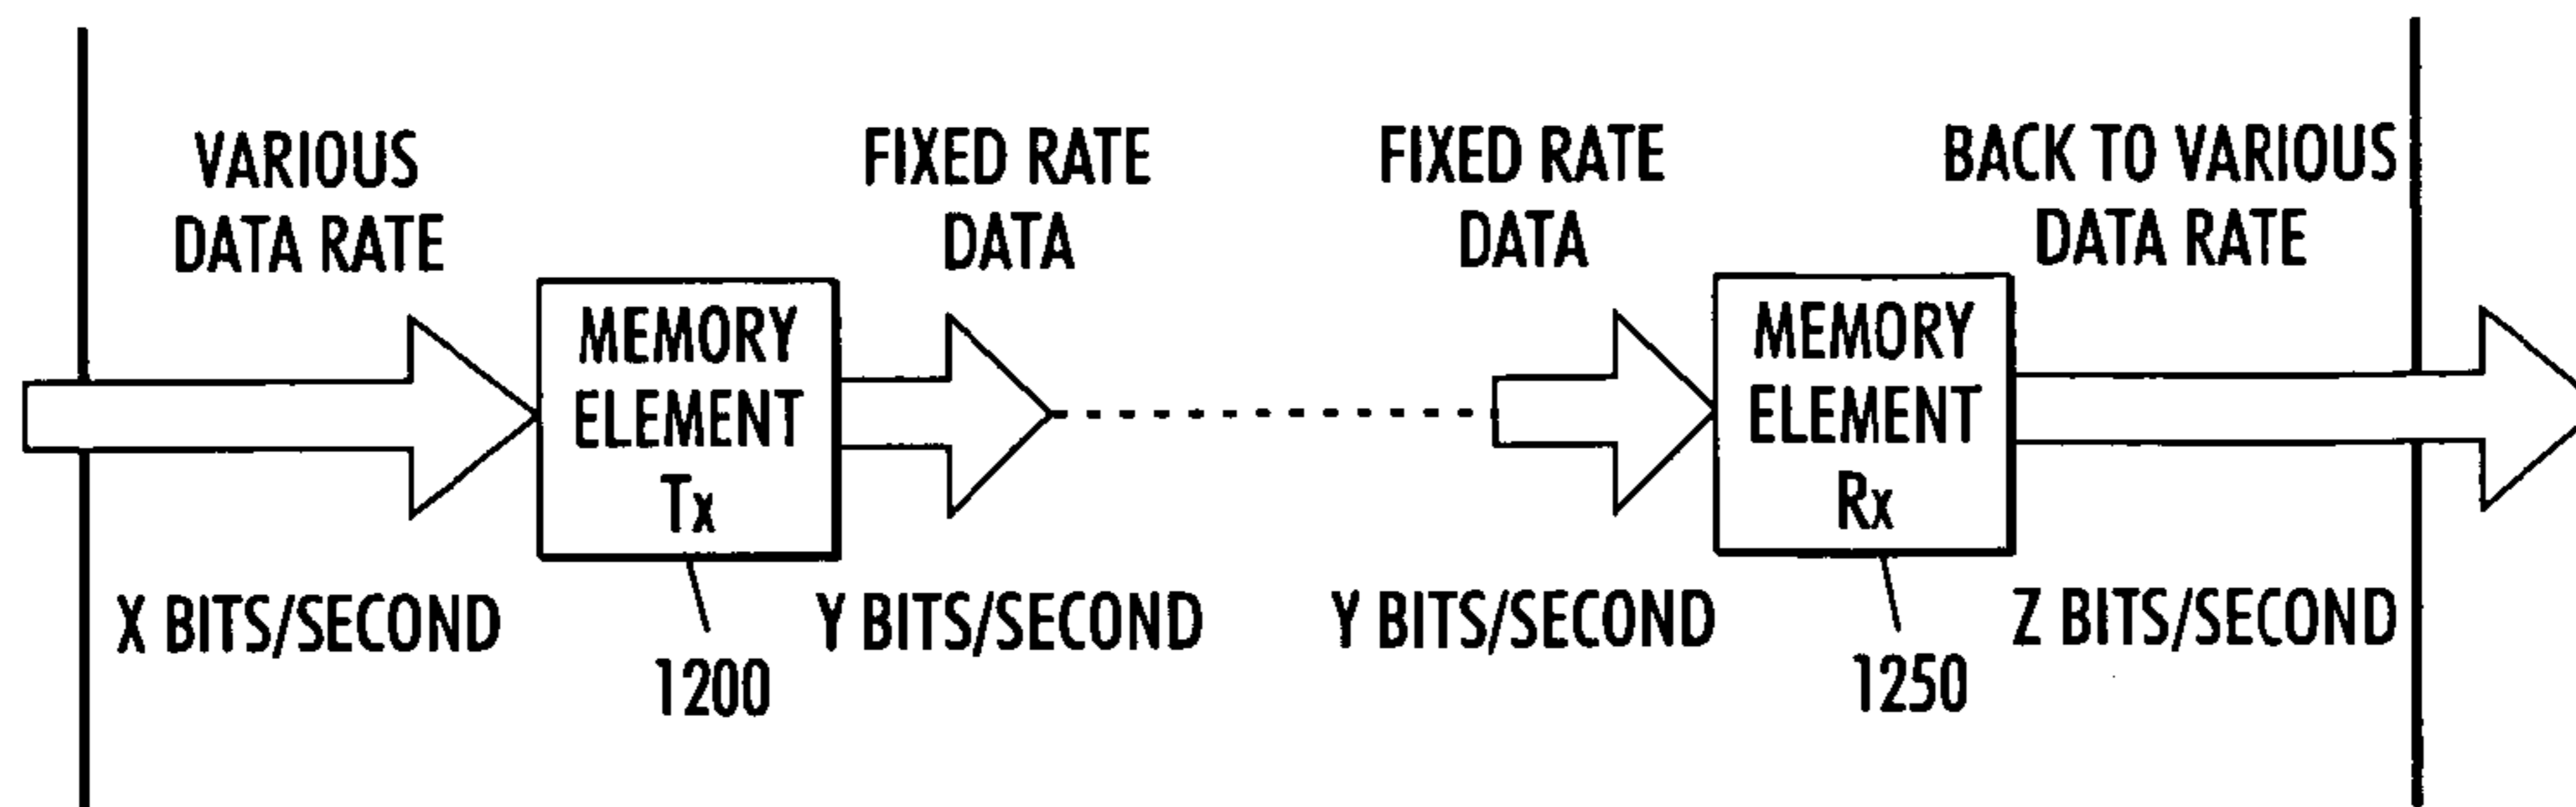 VARIOUS
DATA RATE
FIXED RATE
DATA
FIXED RATE
DATA
BACK TO VARIOUS
DATA RATE
MEMORY
ELEMENT
Tx
MEMORY
ELEMENT
Rx
X BITS/SECOND
Y BITS/SECOND
Y BITS/SECOND
Z BITS/SECOND
1200
1250